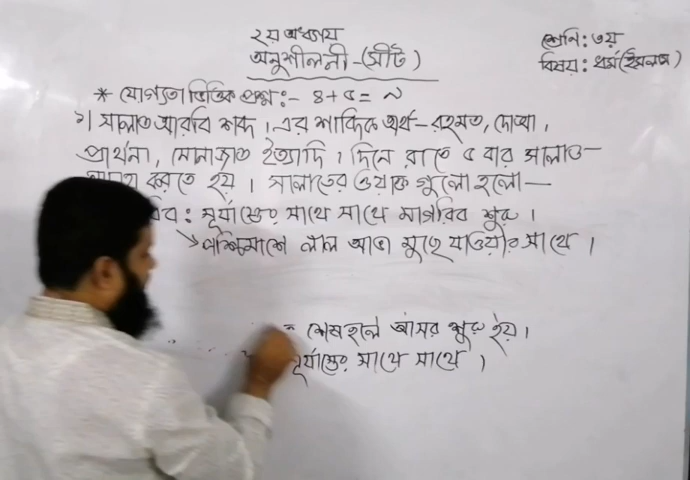 ২য় অধ্যায়
অনুশীলনী-(সীট)
শ্রেনি: ৩য়
বিষয়: ধর্ম(ইসলাম)
* যোগ্যতা ভিত্তিক প্রশ্ন:- ৪+৫=৯
১। সালাত আরবি শব্দ। এর শাব্দিক অর্থ-রহমত, দোয়া,
প্রার্থনা, মোনাজাত ইত্যাদি। দিনে রাতে ৫ বার সালাত-
করতে হয়। সালাতের ওয়াক্ত গুলো হলো—
রিব: সূর্যাস্তের সাথে সাথে মাগরিব শুরু।
লাল আভা মুছে যাওয়ার সাথে।
শেষ হলে আসর শুরু হয়।
সূর্যাস্তের সাথে সাথে।